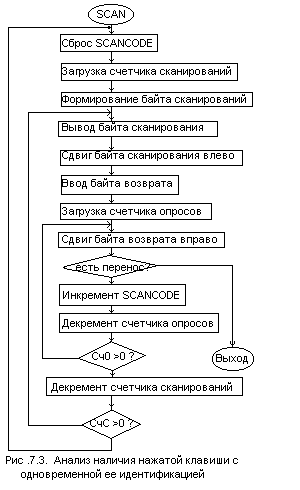 SCAN
Сброс SCANCODE
Загрузка счетчика сканирований
Формирование байта сканирований
Вывод байта сканирования
Сдвиг байта сканирования влево
Ввод байта возврата
Загрузка счетчика опросов
Сдвиг байта возврата вправо
есть перенос?
Инкремент SCANCODE
Декремент счетчика опросов
Сч0 >0 ?
Выход
Декремент счетчика сканирований
СчС >0 ?
Рис .7.3. Анализ наличия нажатой клавиши с
одновременной ее идентификацией